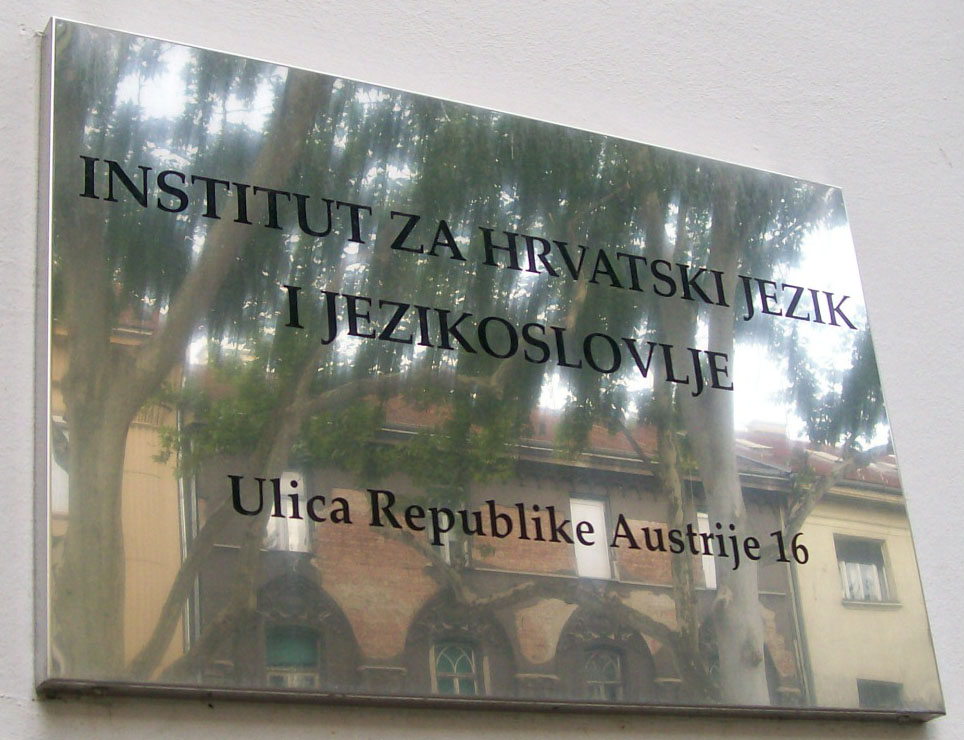 INSTITUT ZA HRVATSKI JEZIK
I JEZIKOSLOVLJE
Ulica Republike Austrije 16